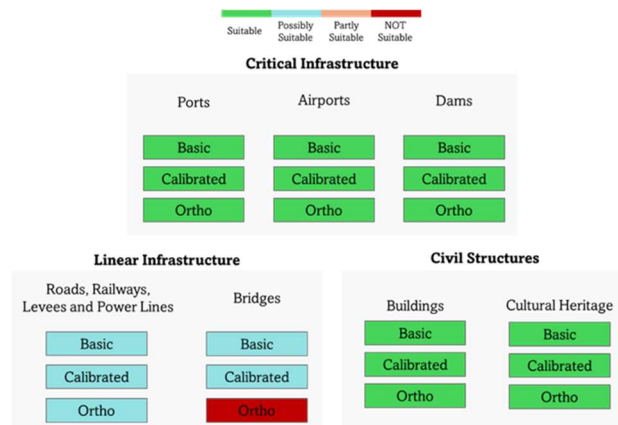 Suitable
Possibly
Suitable
Partly
Suitable
NOT
Suitable
Critical Infrastructure
Ports
Airports
Dams
Basic
Basic
Basic
Calibrated
Calibrated
Calibrated
Ortho
Ortho
Ortho
Linear Infrastructure
Roads, Railways,
Levees and Power Lines
Bridges
Basic
Basic
Calibrated
Calibrated
Ortho
Ortho
Civil Structures
Buildings
Cultural Heritage
Basic
Basic
Calibrated
Calibrated
Ortho
Ortho